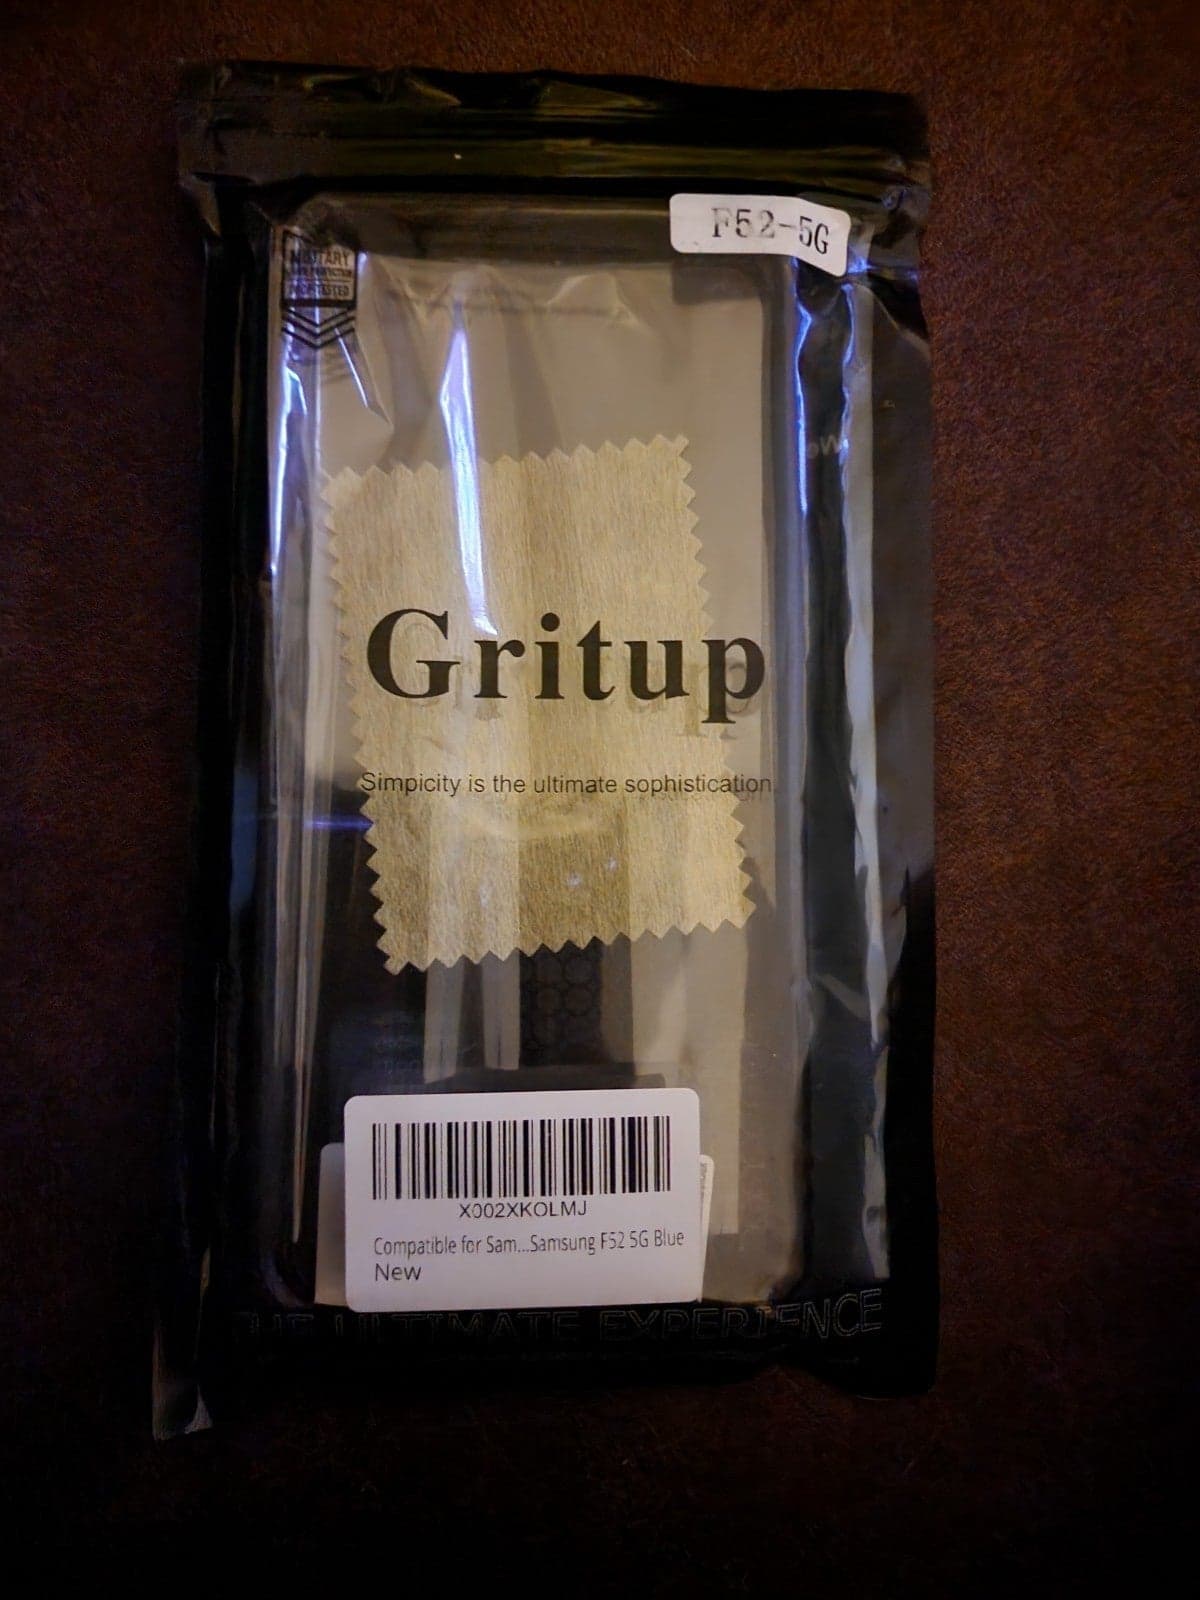 F52-5G
MILITARY
Gritup
Simpicity is the ultimate sophistication.
X002XKOLMJ
Compatible for Sam...Samsung F52 5G Blue
New
THE ULTIMATE EXPERIENCE